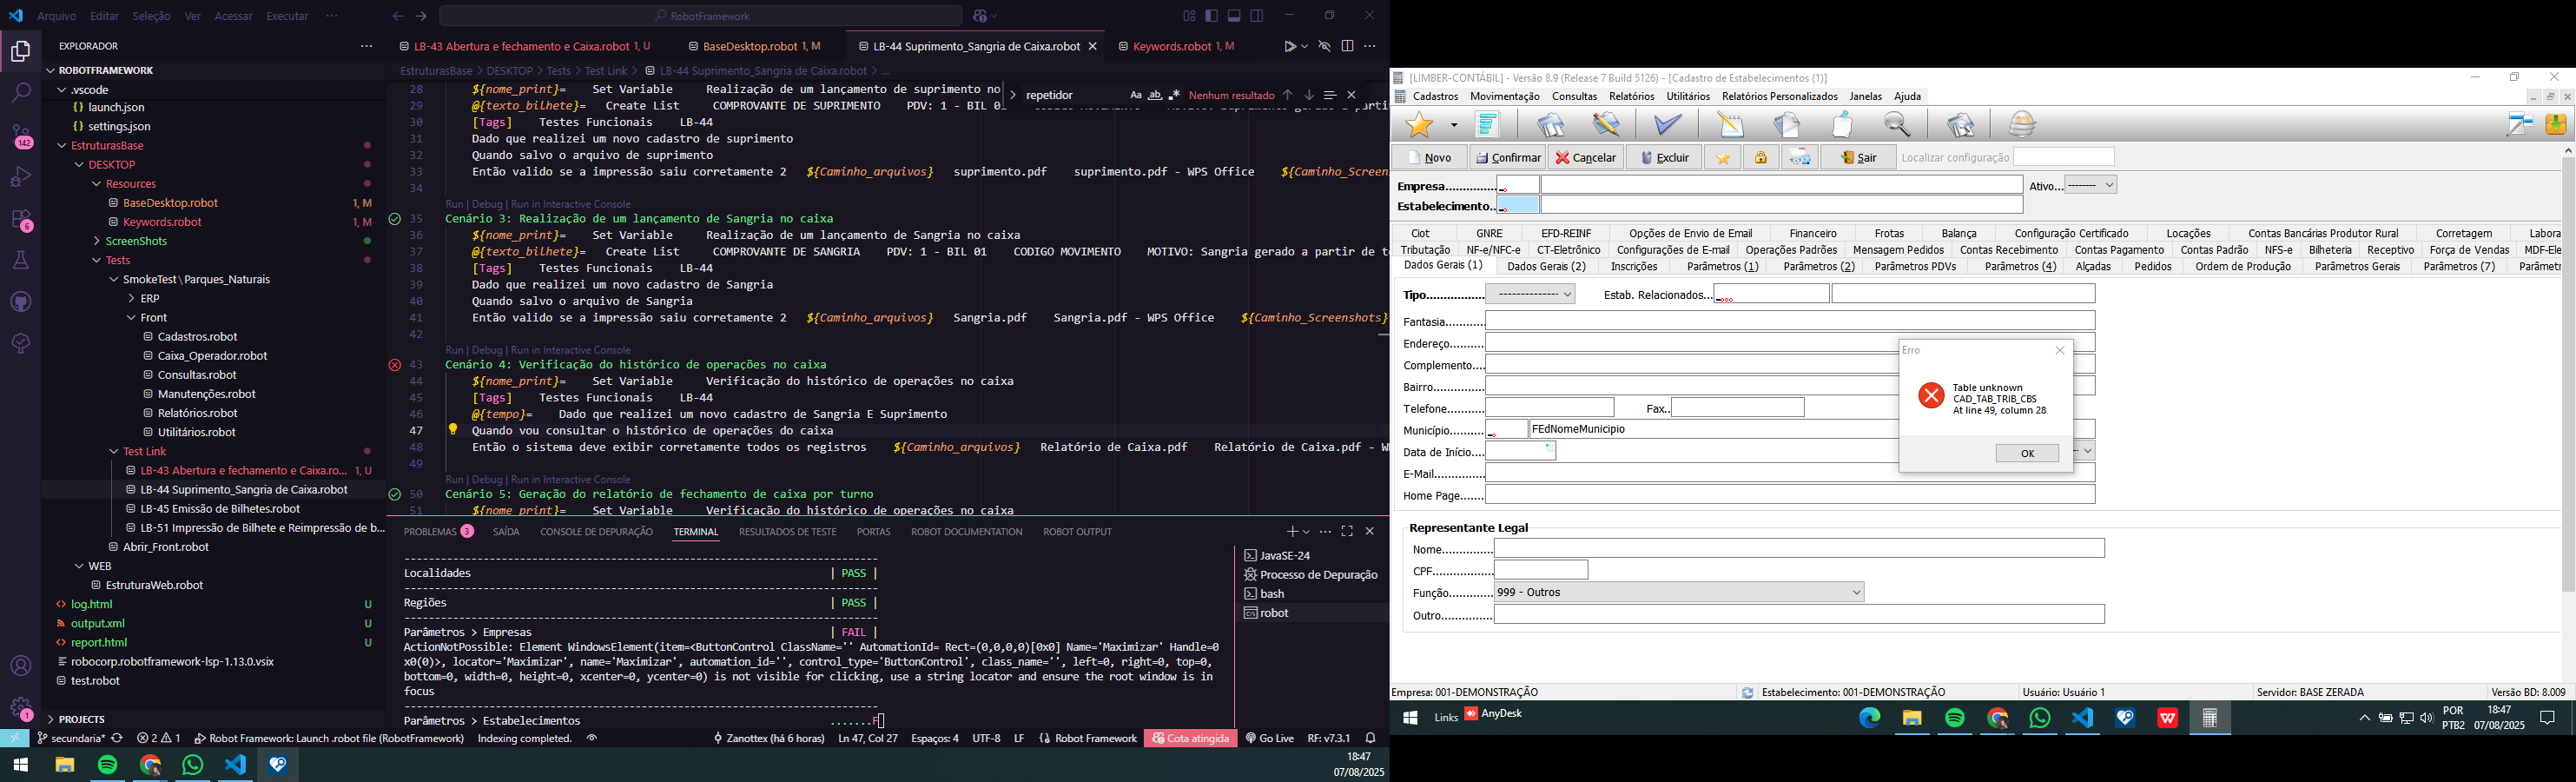 Arquivo Editar Seleção Ver Acessar Executar ···
RobotFramework
EXPLORADOR
ROBOTFRAMEWORK
.vscode
launch.json
settings.json
EstruturasBase
DESKTOP
Resources
BaseDesktop.robot 1, M
Keywords.robot 1, M
ScreenShots
Tests
SmokeTest\Parques_Naturais
ERP
Front
Cadastros.robot
Caixa_Operador.robot
Consultas.robot
Manutenções.robot
Relatórios.robot
Utilitários.robot
Test Link
LB-43 Abertura e fechamento e Caixa.ro... 1, U
LB-44 Suprimento_Sangria de Caixa.robot
LB-45 Emissão de Bilhetes.robot
LB-51 Impressão de Bilhete e Reimpressão de b...
Abrir_Front.robot
WEB
EstruturaWeb.robot
log.html U
output.xml U
report.html U
robocorp.robotframework-lsp-1.13.0.vsix
test.robot
PROJECTS
142
6
1
LB-43 Abertura e fechamento e Caixa.robot 1, U
BaseDesktop.robot 1, M
LB-44 Suprimento_Sangria de Caixa.robot
Keywords.robot 1, M
EstruturasBase > DESKTOP > Tests > Test Link > LB-44 Suprimento_Sangria de Caixa.robot > ...
repetidor Aa ab Nenhum resultado
28 ${nome_print}= Set Variable Realização de um lançamento de suprimento no
29 @{texto_bilhete}= Create List COMPROVANTE DE SUPRIMENTO PDV: 1 - BIL 01
30 [Tags] Testes Funcionais LB-44
31 Dado que realizei um novo cadastro de suprimento
32 Quando salvo o arquivo de suprimento
33 Então valido se a impressão saiu corretamente 2 ${Caminho_arquivos} suprimento.pdf suprimento.pdf - WPS Office ${Caminho_Screens
34
Run | Debug | Run in Interactive Console
35 Cenário 3: Realização de um lançamento de Sangria no caixa
36 ${nome_print}= Set Variable Realização de um lançamento de Sangria no caixa
37 @{texto_bilhete}= Create List COMPROVANTE DE SANGRIA PDV: 1 - BIL 01 CODIGO MOVIMENTO MOTIVO: Sangria gerado a partir de te
38 [Tags] Testes Funcionais LB-44
39 Dado que realizei um novo cadastro de Sangria
40 Quando salvo o arquivo de Sangria
41 Então valido se a impressão saiu corretamente 2 ${Caminho_arquivos} Sangria.pdf Sangria.pdf - WPS Office ${Caminho_Screenshots}
42
Run | Debug | Run in Interactive Console
43 Cenário 4: Verificação do histórico de operações no caixa
44 ${nome_print}= Set Variable Verificação do histórico de operações no caixa
45 [Tags] Testes Funcionais LB-44
46 @{tempo}= Dado que realizei um novo cadastro de Sangria E Suprimento
47 Quando vou consultar o histórico de operações do caixa
48 Então o sistema deve exibir corretamente todos os registros ${Caminho_arquivos} Relatório de Caixa.pdf Relatório de Caixa.pdf - W
49
Run | Debug | Run in Interactive Console
50 Cenário 5: Geração do relatório de fechamento de caixa por turno
51 ${nome_print}= Set Variable Verificação do histórico de operações no caixa
PROBLEMAS 3 SAÍDA CONSOLE DE DEPURAÇÃO TERMINAL RESULTADOS DE TESTE PORTAS ROBOT DOCUMENTATION ROBOT OUTPUT
Localidades | PASS |
Regiões | PASS |
Parâmetros > Empresas | FAIL |
ActionNotPossible: Element WindowsElement(item=<ButtonControl ClassName='' AutomationId= Rect=(0,0,0,0)[0x0] Name='Maximizar' Handle=0
x0(0)>, locator='Maximizar', name='Maximizar', automation_id='', control_type='ButtonControl', class_name='', left=0, right=0, top=0,
bottom=0, width=0, height=0, xcenter=0, ycenter=0) is not visible for clicking, use a string locator and ensure the root window is in
focus
Parâmetros > Estabelecimentos .......F
JavaSE-24
Processo de Depuração
bash
robot
secundaria* 2 1 Robot Framework: Launch .robot file (RobotFramework) Indexing completed. Zanottex (há 6 horas) Ln 47, Col 27 Espaços: 4 UTF-8 LF Robot Framework Cota atingida Go Live RF: v7.3.1
18:47
07/08/2025
[LIMBER-CONTÁBIL] - Versão 8.9 (Release 7 Build 5126) - [Cadastro de Estabelecimentos (1)]
Cadastros Movimentação Consultas Relatórios Utilitários Relatórios Personalizados Janelas Ajuda
Novo Confirmar Cancelar Excluir Sair Localizar configuração
Empresa.............. Ativo... --------
Estabelecimento..
Ciot GNRE EFD-REINF Opções de Envio de Email Financeiro Frotas Balança Configuração Certificado Locações Contas Bancárias Produtor Rural Corretagem Labora
Tributação NF-e/NFC-e CT-Eletrônico Configurações de E-mail Operações Padrões Mensagem Pedidos Contas Recebimento Contas Pagamento Contas Padrão NFS-e Bilheteria Receptivo Força de Vendas MDF-Ele
Dados Gerais (1) Dados Gerais (2) Inscrições Parâmetros (1) Parâmetros (2) Parâmetros PDVs Parâmetros (4) Alçadas Pedidos Ordem de Produção Parâmetros Gerais Parâmetros (7) Parâmetr
Tipo................. -------------- Estab. Relacionados...
Fantasia............
Endereço..........
Complemento....
Bairro...............
Telefone........... Fax..
Município.......... FEdNomeMunicipio
Data de Início....
E-Mail...............
Home Page.......
Erro
Table unknown
CAD_TAB_TRIB_CBS
At line 49, column 28
OK
Representante Legal
Nome..............
CPF..................
Função............ 999 - Outros
Outro..............
Empresa: 001-DEMONSTRAÇÃO Estabelecimento: 001-DEMONSTRAÇÃO Usuário: Usuário 1 Servidor: BASE ZERADA Versão BD: 8.009
Links AnyDesk
POR
PTB2
18:47
07/08/2025